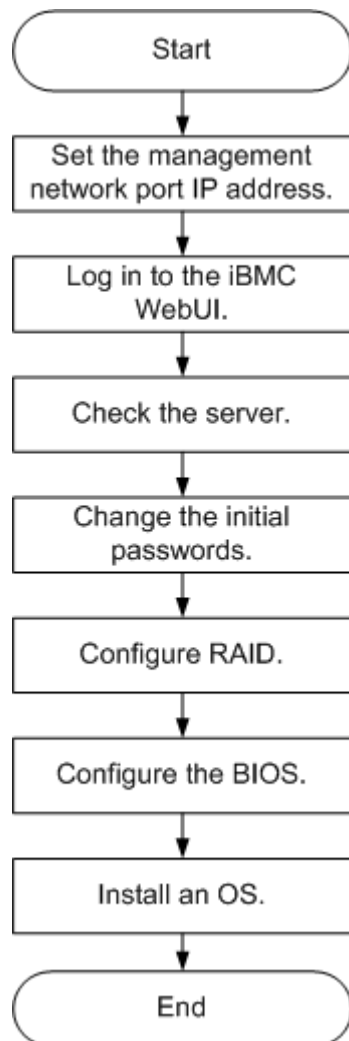 Start
Set the management
network port IP address.
Log in to the iBMC
WebUI.
Check the server.
Change the initial
passwords.
Configure RAID.
Configure the BIOS.
Install an OS.
End